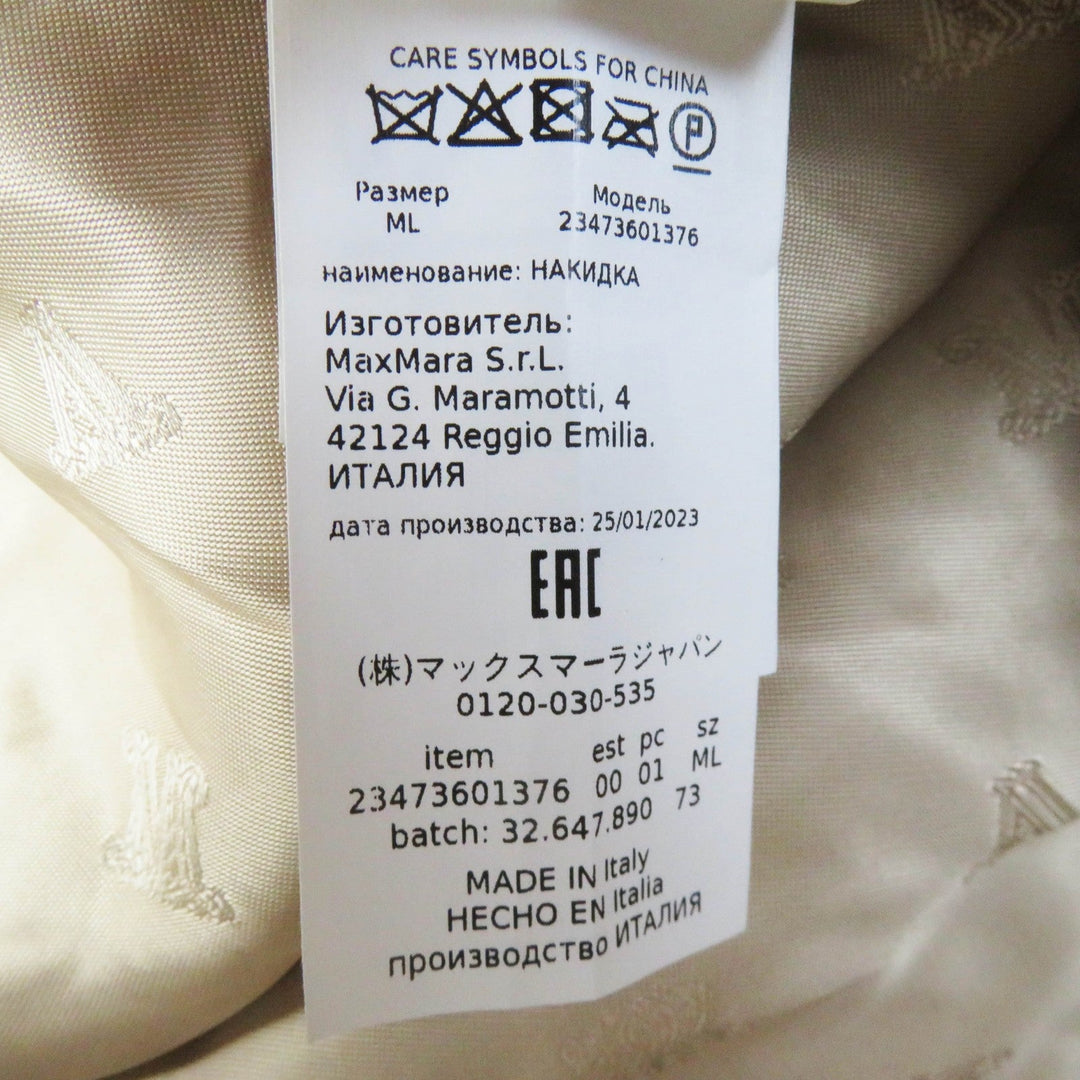 CARE SYMBOLS FOR CHINA
P
Размер Модель
ML 23473601376
наименование: НАКИДКА
Изготовитель:
MaxMara S.r.L.
Via G. Maramotti, 4
42124 Reggio Emilia.
ИТАЛИЯ
дата производства: 25/01/2023
EAC
(株)マックスマーラジャパン
0120-030-535
item est pc sz
23473601376 00 01 ML
batch: 32.647.890 73
MADE IN Italy
HECHO EN Italia
производство ИТАЛИЯ